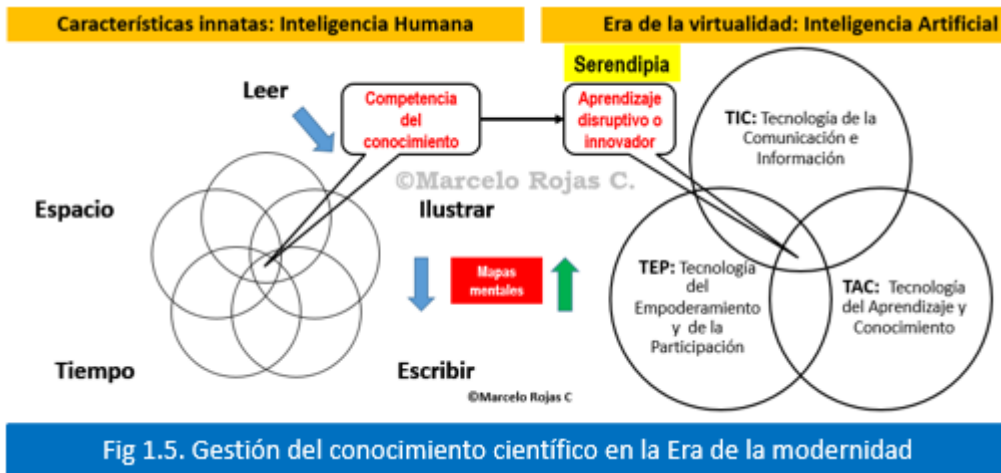 Características innatas: Inteligencia Humana
Era de la virtualidad: Inteligencia Artificial
Serendipia
Leer
Competencia
del
conocimiento
Aprendizaje
disruptivo o
innovador
TIC: Tecnología de la
Comunicación e
Información
©Marcelo Rojas C.
Espacio
Ilustrar
Mapas
mentales
TEP: Tecnología
del
Empoderamiento
y de la
Participación
TAC: Tecnología
del Aprendizaje y
Conocimiento
Tiempo
Escribir
©Marcelo Rojas C
Fig 1.5. Gestión del conocimiento científico en la Era de la modernidad